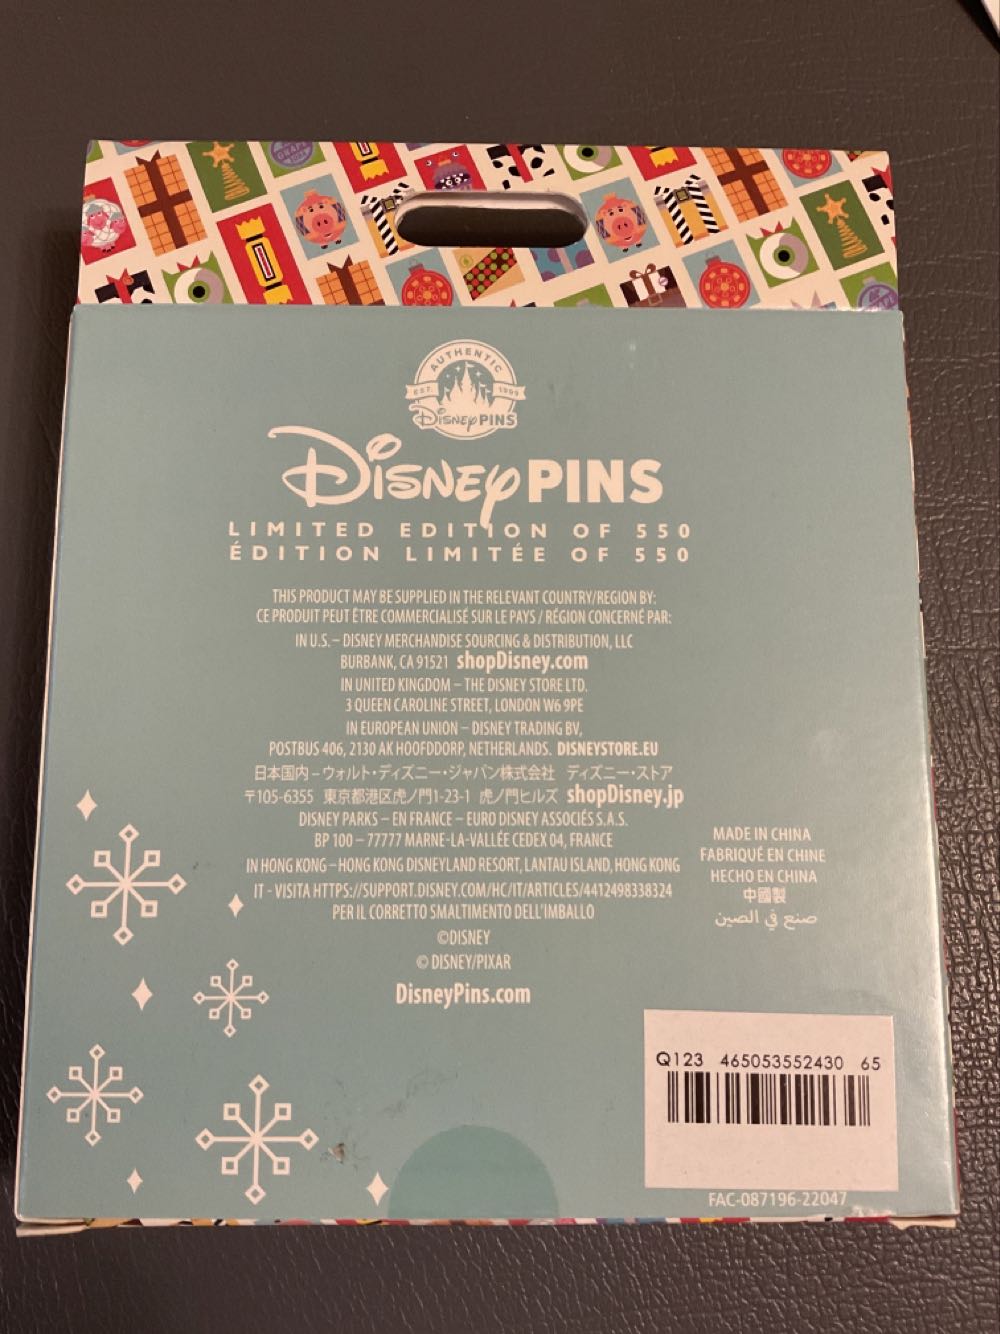 AUTHENTIC
EST. 1999
Disney PINS
Disney PINS
LIMITED EDITION OF 550
ÉDITION LIMITÉE OF 550
THIS PRODUCT MAY BE SUPPLIED IN THE RELEVANT COUNTRY/REGION BY:
CE PRODUIT PEUT ÊTRE COMMERCIALISÉ SUR LE PAYS / RÉGION CONCERNÉ PAR:
IN U.S. – DISNEY MERCHANDISE SOURCING & DISTRIBUTION, LLC
BURBANK, CA 91521 shopDisney.com
IN UNITED KINGDOM – THE DISNEY STORE LTD.
3 QUEEN CAROLINE STREET, LONDON W6 9PE
IN EUROPEAN UNION – DISNEY TRADING BV,
POSTBUS 406, 2130 AK HOOFDDORP, NETHERLANDS. DISNEYSTORE.EU
日本国内 – ウォルト・ディズニー・ジャパン株式会社 ディズニー・ストア
〒105-6355 東京都港区虎ノ門1-23-1 虎ノ門ヒルズ shopDisney.jp
DISNEY PARKS – EN FRANCE – EURO DISNEY ASSOCIÉS S.A.S.
BP 100 – 77777 MARNE-LA-VALLÉE CEDEX 04, FRANCE
IN HONG KONG – HONG KONG DISNEYLAND RESORT, LANTAU ISLAND, HONG KONG
IT - VISITA HTTPS://SUPPORT.DISNEY.COM/HC/IT/ARTICLES/4412498338324
PER IL CORRETTO SMALTIMENTO DELL'IMBALLO
©DISNEY
© DISNEY/PIXAR
DisneyPins.com
MADE IN CHINA
FABRIQUÉ EN CHINE
HECHO EN CHINA
中國製
صنع في الصين
Q123 465053552430 65
FAC-087196-22047